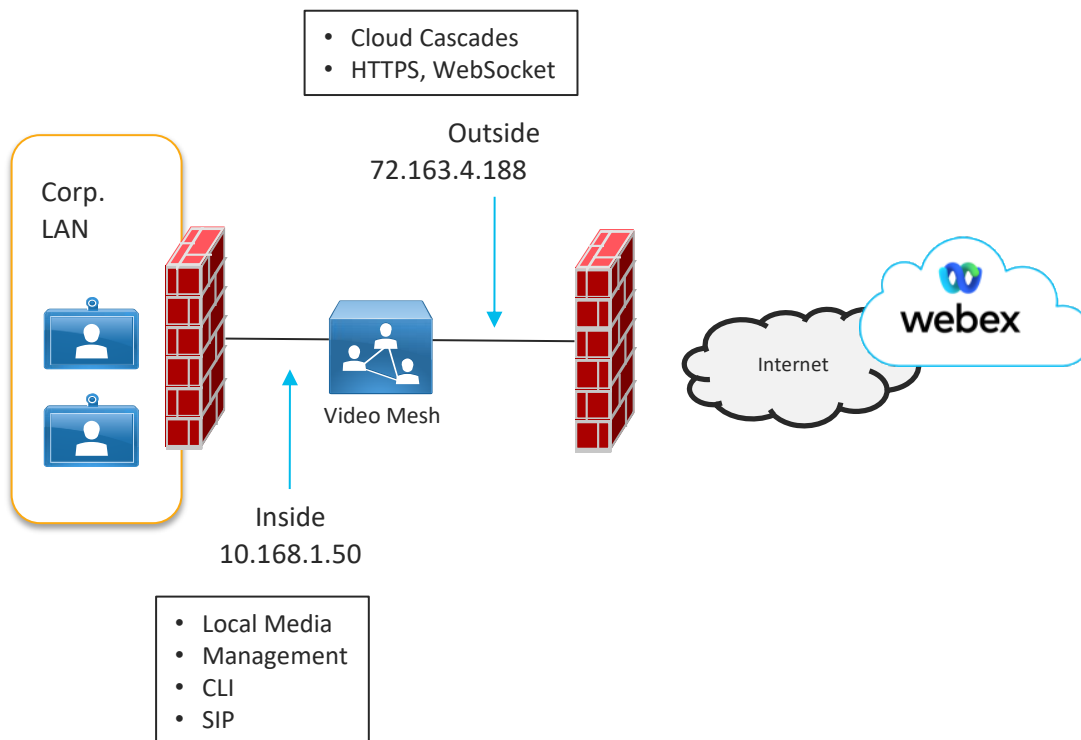 • Cloud Cascades
• HTTPS, WebSocket
Outside
72.163.4.188
Corp.
LAN
webex
Internet
Video Mesh
Inside
10.168.1.50
• Local Media
• Management
• CLI
• SIP